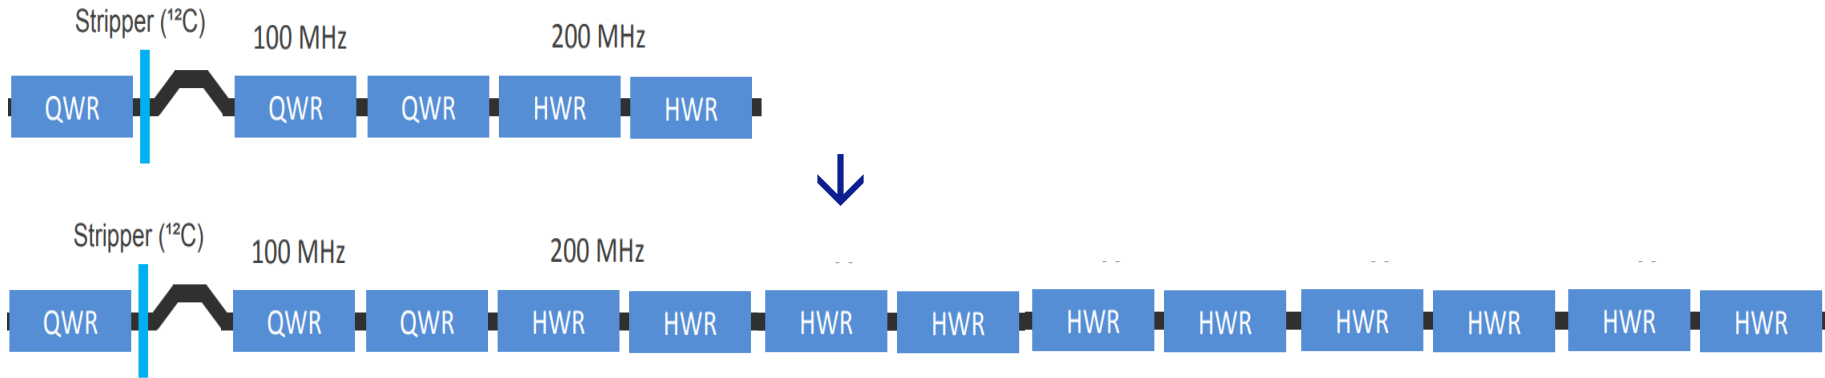 Stripper (¹²C)
100 MHz 200 MHz
QWR QWR QWR HWR HWR
Stripper (¹²C)
100 MHz 200 MHz
QWR QWR QWR HWR HWR HWR HWR HWR HWR HWR HWR HWR HWR